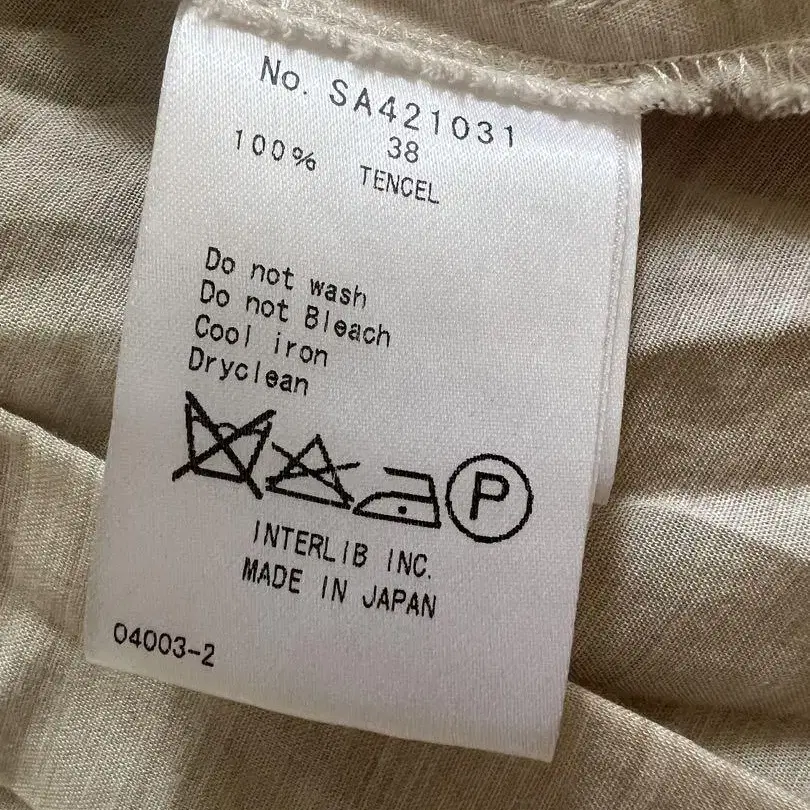 No. SA421031
38
100% TENCEL
Do not wash
Do not Bleach
Cool iron
Dryclean
P
INTERLIB INC.
MADE IN JAPAN
04003-2